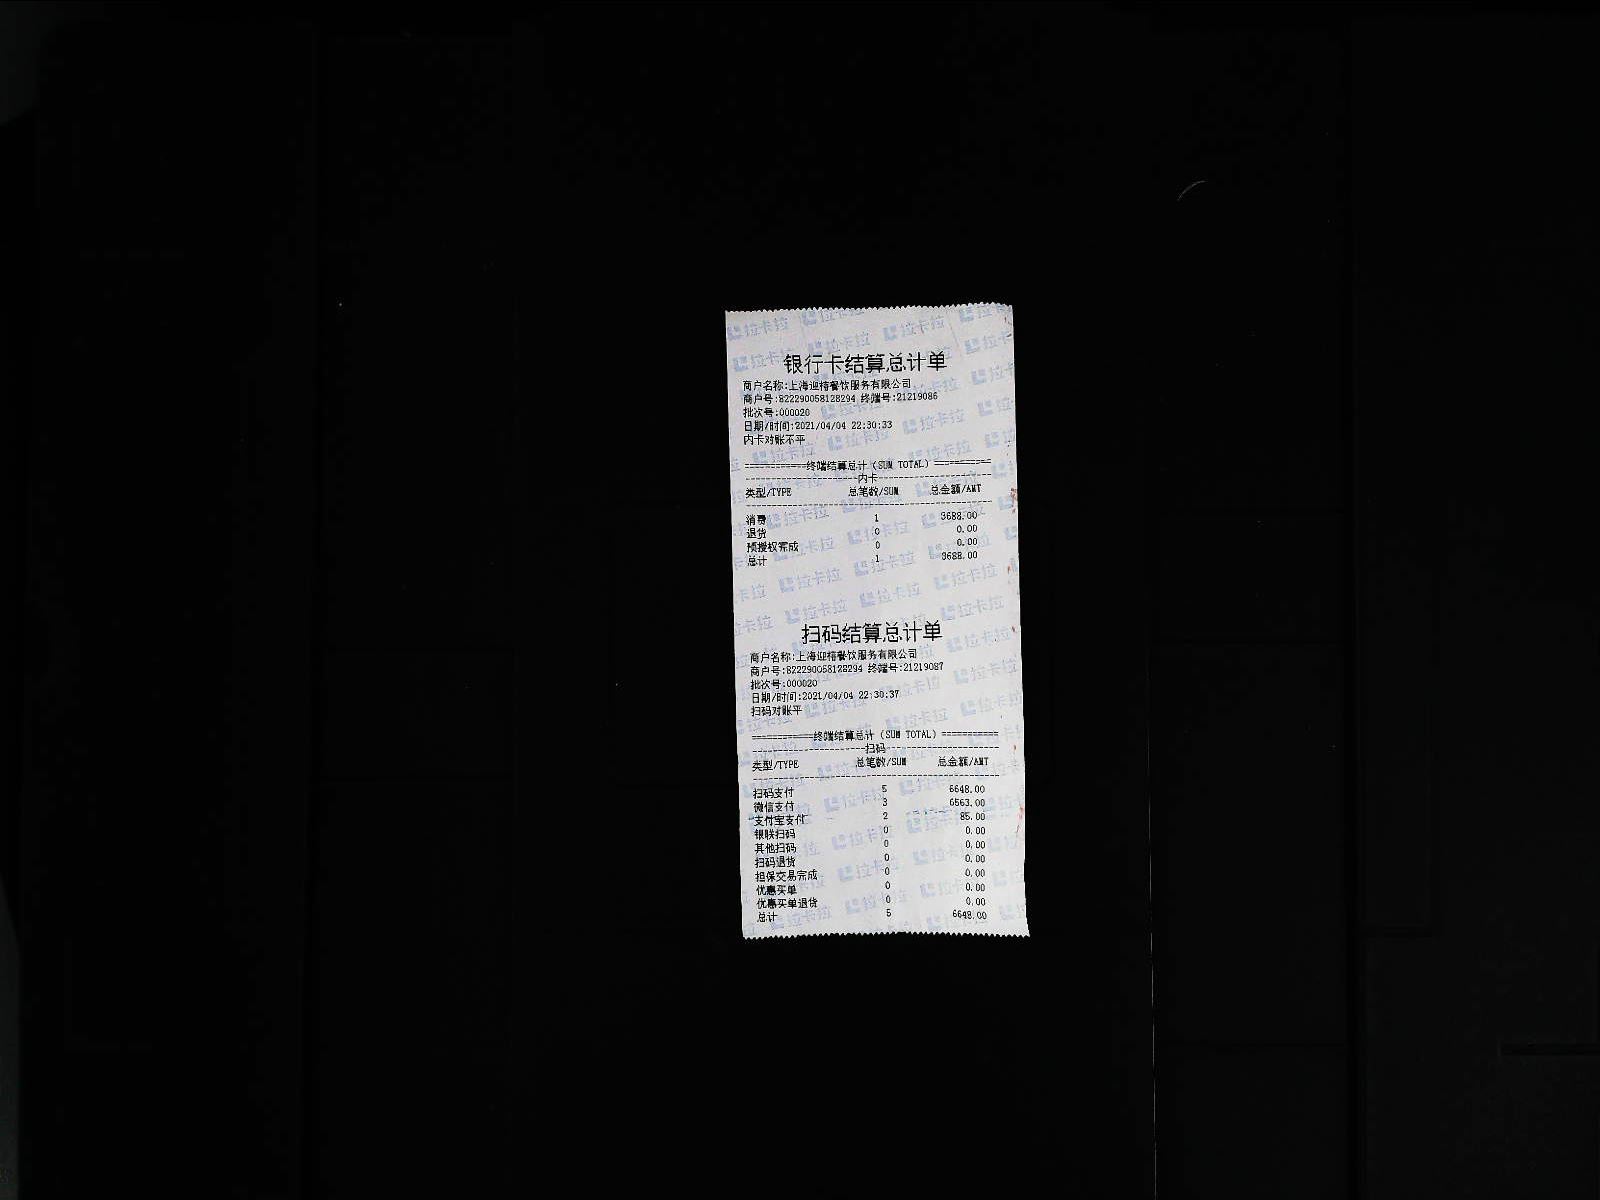 银行卡结算总计单
商户名称:上海迎禧餐饮服务有限公司
商户号:822290058128294 终端号:21219086
批次号:000020
日期/时间:2021/04/04 22:30:33
内卡对账不平
===========终端结算总计(SUM TOTAL)==========
--------------------内卡--------------------
类型/TYPE 总笔数/SUM 总金额/AMT
消费 1 3688.00
退货 0 0.00
预授权完成 0 0.00
总计 1 3688.00
扫码结算总计单
商户名称:上海迎禧餐饮服务有限公司
商户号:822290058128294 终端号:21219087
批次号:000020
日期/时间:2021/04/04 22:30:37
扫码对账平
===========终端结算总计(SUM TOTAL)==========
--------------------扫码--------------------
类型/TYPE 总笔数/SUM 总金额/AMT
扫码支付 5 6648.00
微信支付 3 6563.00
支付宝支付 2 85.00
银联扫码 0 0.00
其他扫码 0 0.00
扫码退货 0 0.00
担保交易完成 0 0.00
优惠买单 0 0.00
优惠买单退货 0 0.00
总计 5 6648.00